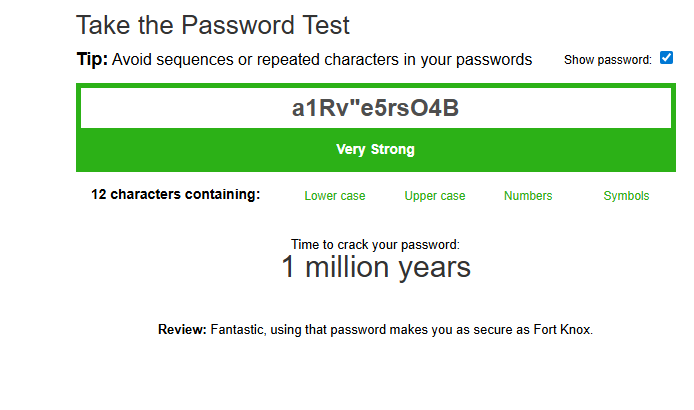 Take the Password Test
Tip: Avoid sequences or repeated characters in your passwords Show password:
a1Rv"e5rsO4B
Very Strong
12 characters containing: Lower case Upper case Numbers Symbols
Time to crack your password:
1 million years
Review: Fantastic, using that password makes you as secure as Fort Knox.